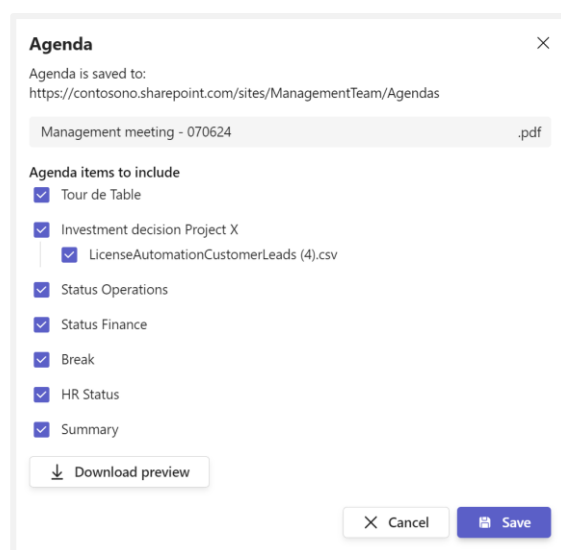 Agenda
Agenda is saved to:
https://contosono.sharepoint.com/sites/ManagementTeam/Agendas
Management meeting - 070624 .pdf
Agenda items to include
Tour de Table
Investment decision Project X
LicenseAutomationCustomerLeads (4).csv
Status Operations
Status Finance
Break
HR Status
Summary
Download preview
Cancel Save